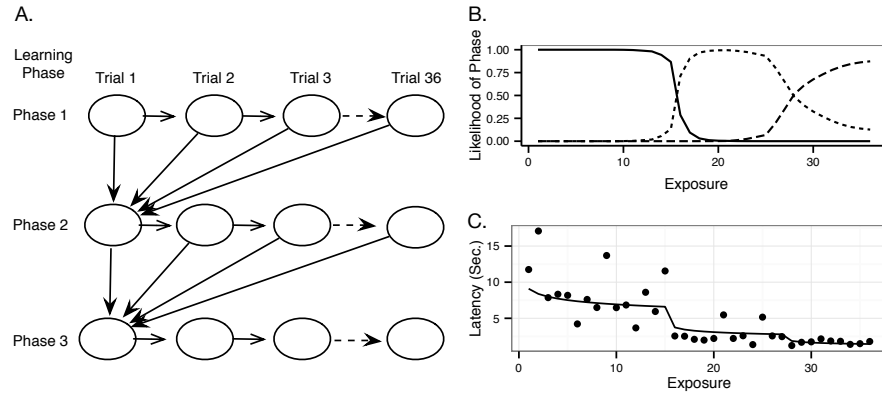 A.
Learning
Phase
Trial 1 Trial 2 Trial 3 Trial 36
Phase 1
Phase 2
Phase 3
B.
Likelihood of Phase
1.00
0.75
0.50
0.25
0.00
0 10 20 30
Exposure
C.
Latency (Sec.)
15
10
5
0 10 20 30
Exposure